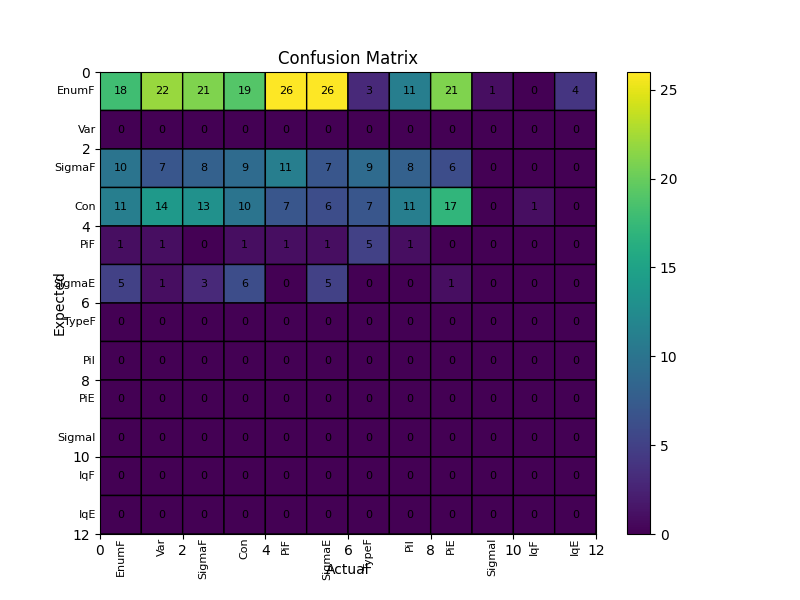 Confusion Matrix
0
EnumF 18 22 21 19 26 26 3 11 21 1 0 4
Var 0 0 0 0 0 0 0 0 0 0 0 0
2
SigmaF 10 7 8 9 11 7 9 8 6 0 0 0
Con 11 14 13 10 7 6 7 11 17 0 1 0
4
PiF 1 1 0 1 1 1 5 1 0 0 0 0
SigmaE 5 1 3 6 0 5 0 0 1 0 0 0
6
TypeF 0 0 0 0 0 0 0 0 0 0 0 0
PiI 0 0 0 0 0 0 0 0 0 0 0 0
8
PiE 0 0 0 0 0 0 0 0 0 0 0 0
SigmaI 0 0 0 0 0 0 0 0 0 0 0 0
10
IqF 0 0 0 0 0 0 0 0 0 0 0 0
IqE 0 0 0 0 0 0 0 0 0 0 0 0
12
Expected
0 2 4 6 8 10 12
EnumF Var SigmaF Con PiF SigmaE TypeF PiI PiE SigmaI IqF IqE
Actual
25
20
15
10
5
0